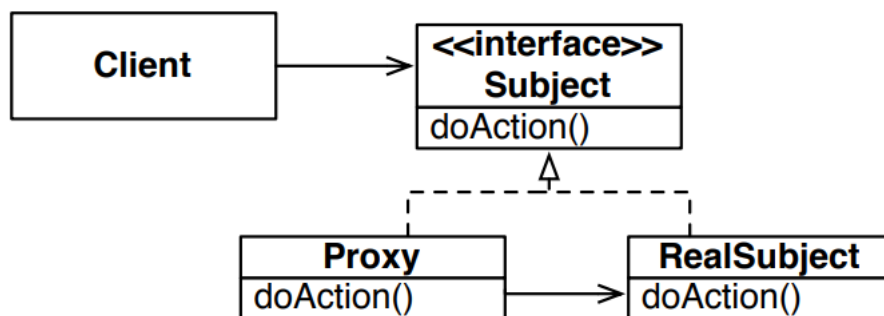 Client
<<interface>>
Subject
doAction()
Proxy
doAction()
RealSubject
doAction()